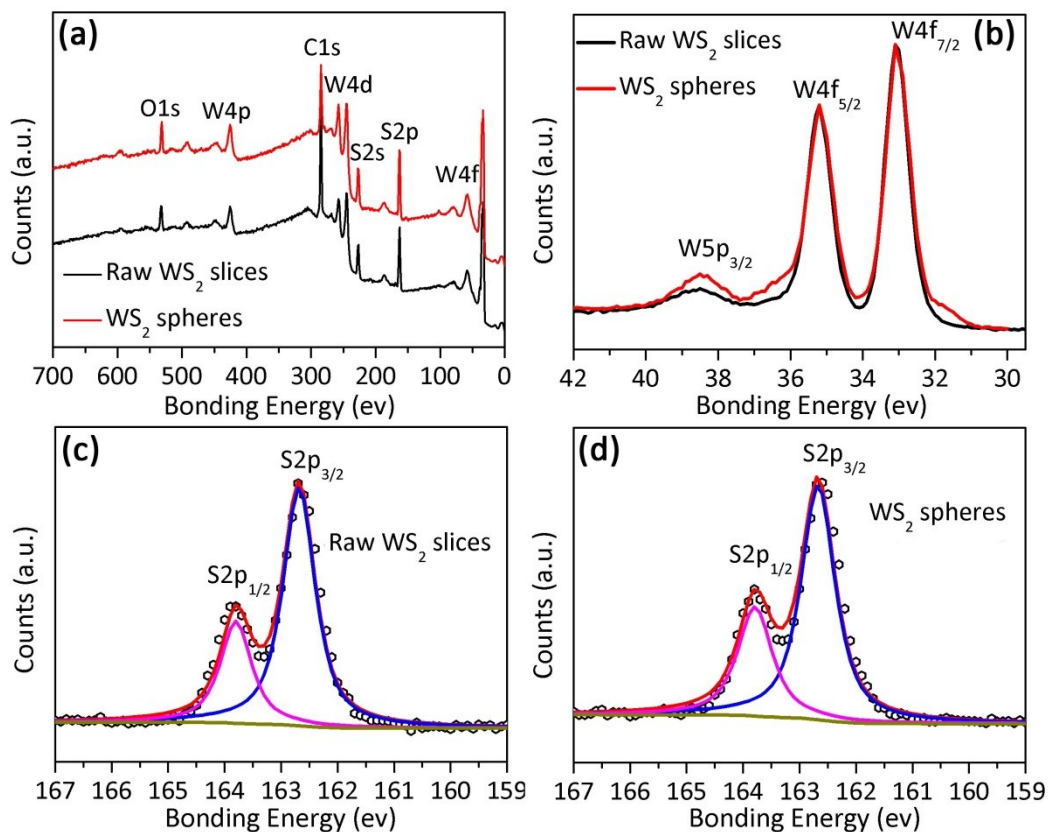 (a)
C1s
O1s
W4p
W4d
S2s
S2p
W4f
Raw WS2 slices
WS2 spheres
Counts (a.u.)
700 600 500 400 300 200 100 0
Bonding Energy (ev)
(b)
Raw WS2 slices
WS2 spheres
W4f7/2
W4f5/2
W5p3/2
Counts (a.u.)
42 40 38 36 34 32 30
Bonding Energy (ev)
(c)
S2p3/2
Raw WS2 slices
S2p1/2
Counts (a.u.)
167 166 165 164 163 162 161 160 159
Bonding Energy (ev)
(d)
S2p3/2
WS2 spheres
S2p1/2
Counts (a.u.)
167 166 165 164 163 162 161 160 159
Bonding Energy (ev)